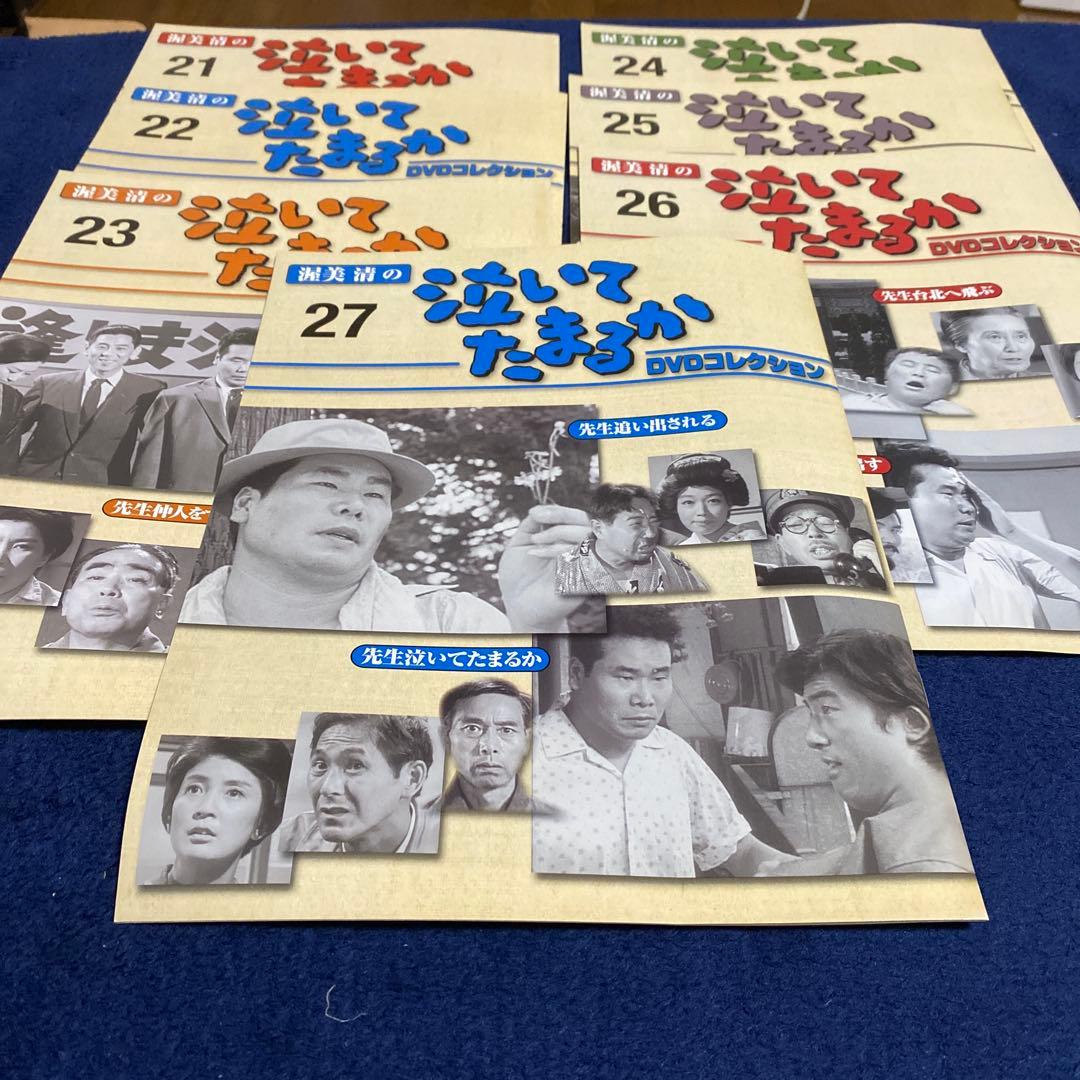 渥美清の
21
泣いて
たまるか
渥美清の
22
泣いて
たまるか
DVDコレクション
渥美清の
23
泣いて
たまるか
逢
先生仲人を
渥美清の
24
泣いて
たまるか
渥美清の
25
泣いて
たまるか
渥美清の
26
泣いて
たまるか
DVDコレクション
先生台北へ飛ぶ
す
渥美清の
27
泣いて
たまるか
DVDコレクション
先生追い出される
先生泣いてたまるか